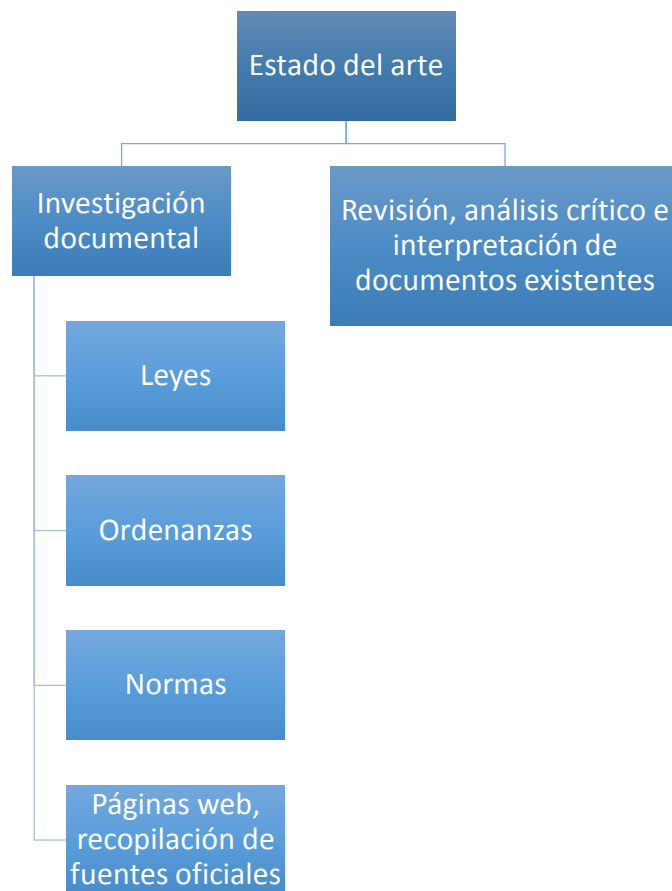 Estado del arte
Investigación
documental
Revisión, análisis crítico e
interpretación de
documentos existentes
Leyes
Ordenanzas
Normas
Páginas web,
recopilación de
fuentes oficiales